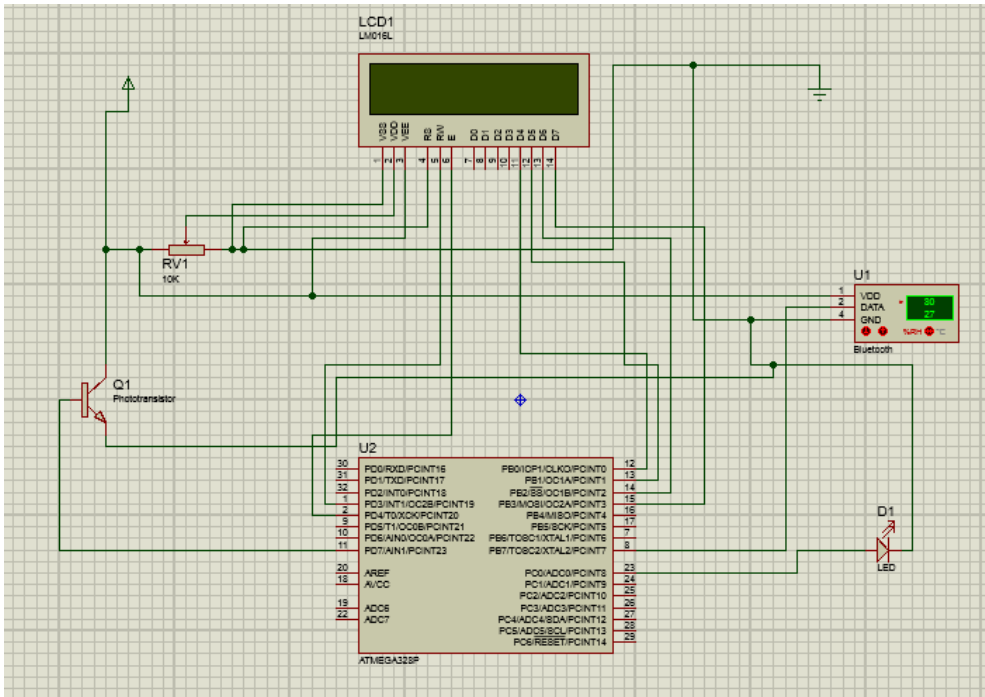 LCD1
LM016L
VSS
VDD
VEE
RS
RW
E
D0
D1
D2
D3
D4
D5
D6
D7
1
2
3
4
5
6
7
8
9
10
11
12
13
14
RV1
10K
U1
1
2
4
VDD
DATA
GND
30
27
%RH
°C
Bluetooth
Q1
Phototransistor
U2
30 PD0/RXD/PCINT16
31 PD1/TXD/PCINT17
32 PD2/INT0/PCINT18
1 PD3/INT1/OC2B/PCINT19
2 PD4/T0/XCK/PCINT20
9 PD5/T1/OC0B/PCINT21
10 PD6/AIN0/OC0A/PCINT22
11 PD7/AIN1/PCINT23
20 AREF
18 AVCC
19 ADC6
22 ADC7
PB0/ICP1/CLKO/PCINT0 12
PB1/OC1A/PCINT1 13
PB2/SS/OC1B/PCINT2 14
PB3/MOSI/OC2A/PCINT3 15
PB4/MISO/PCINT4 16
PB5/SCK/PCINT5 17
PB6/TOSC1/XTAL1/PCINT6 7
PB7/TOSC2/XTAL2/PCINT7 8
PC0/ADC0/PCINT8 23
PC1/ADC1/PCINT9 24
PC2/ADC2/PCINT10 25
PC3/ADC3/PCINT11 26
PC4/ADC4/SDA/PCINT12 27
PC5/ADC5/SCL/PCINT13 28
PC6/RESET/PCINT14 29
ATMEGA328P
D1
LED